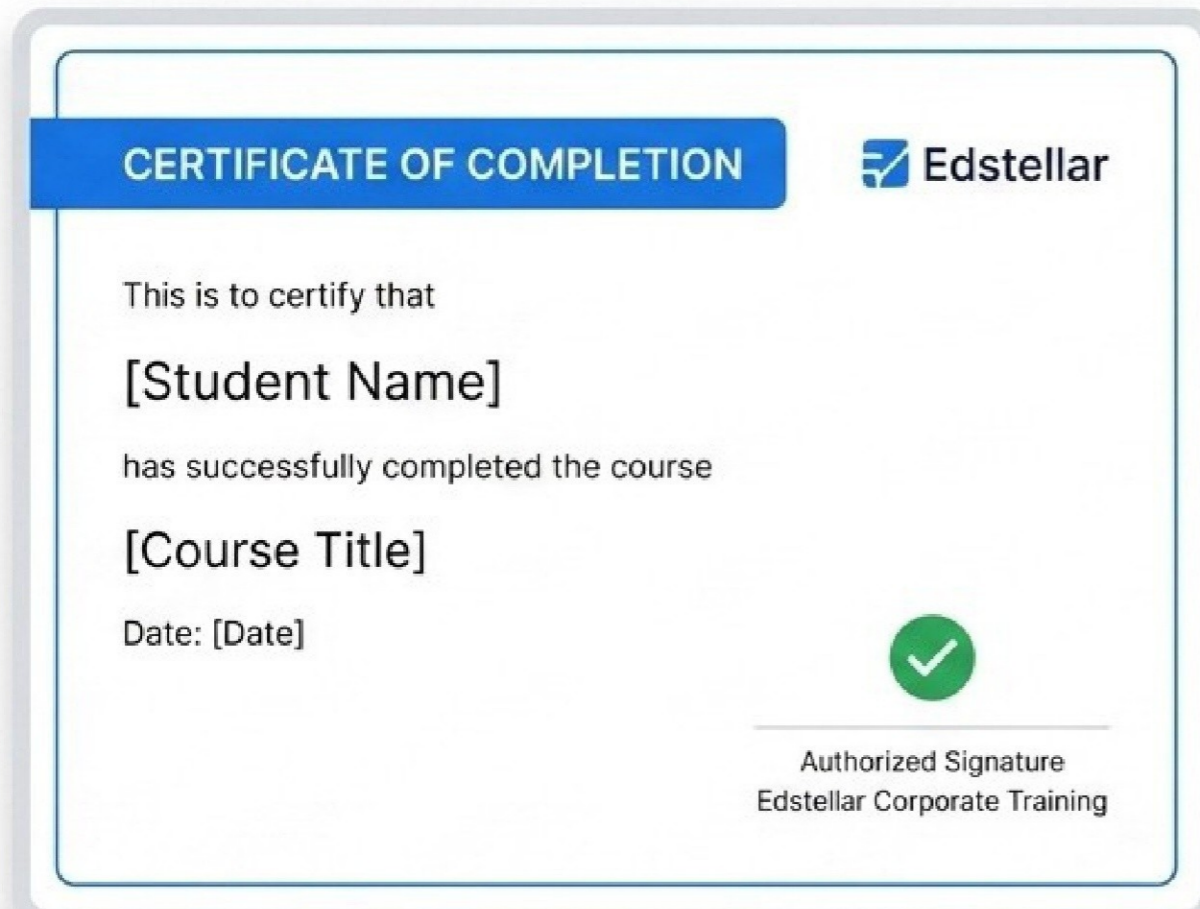 CERTIFICATE OF COMPLETION
Edstellar
This is to certify that
[Student Name]
has successfully completed the course
[Course Title]
Date: [Date]
Authorized Signature
Edstellar Corporate Training